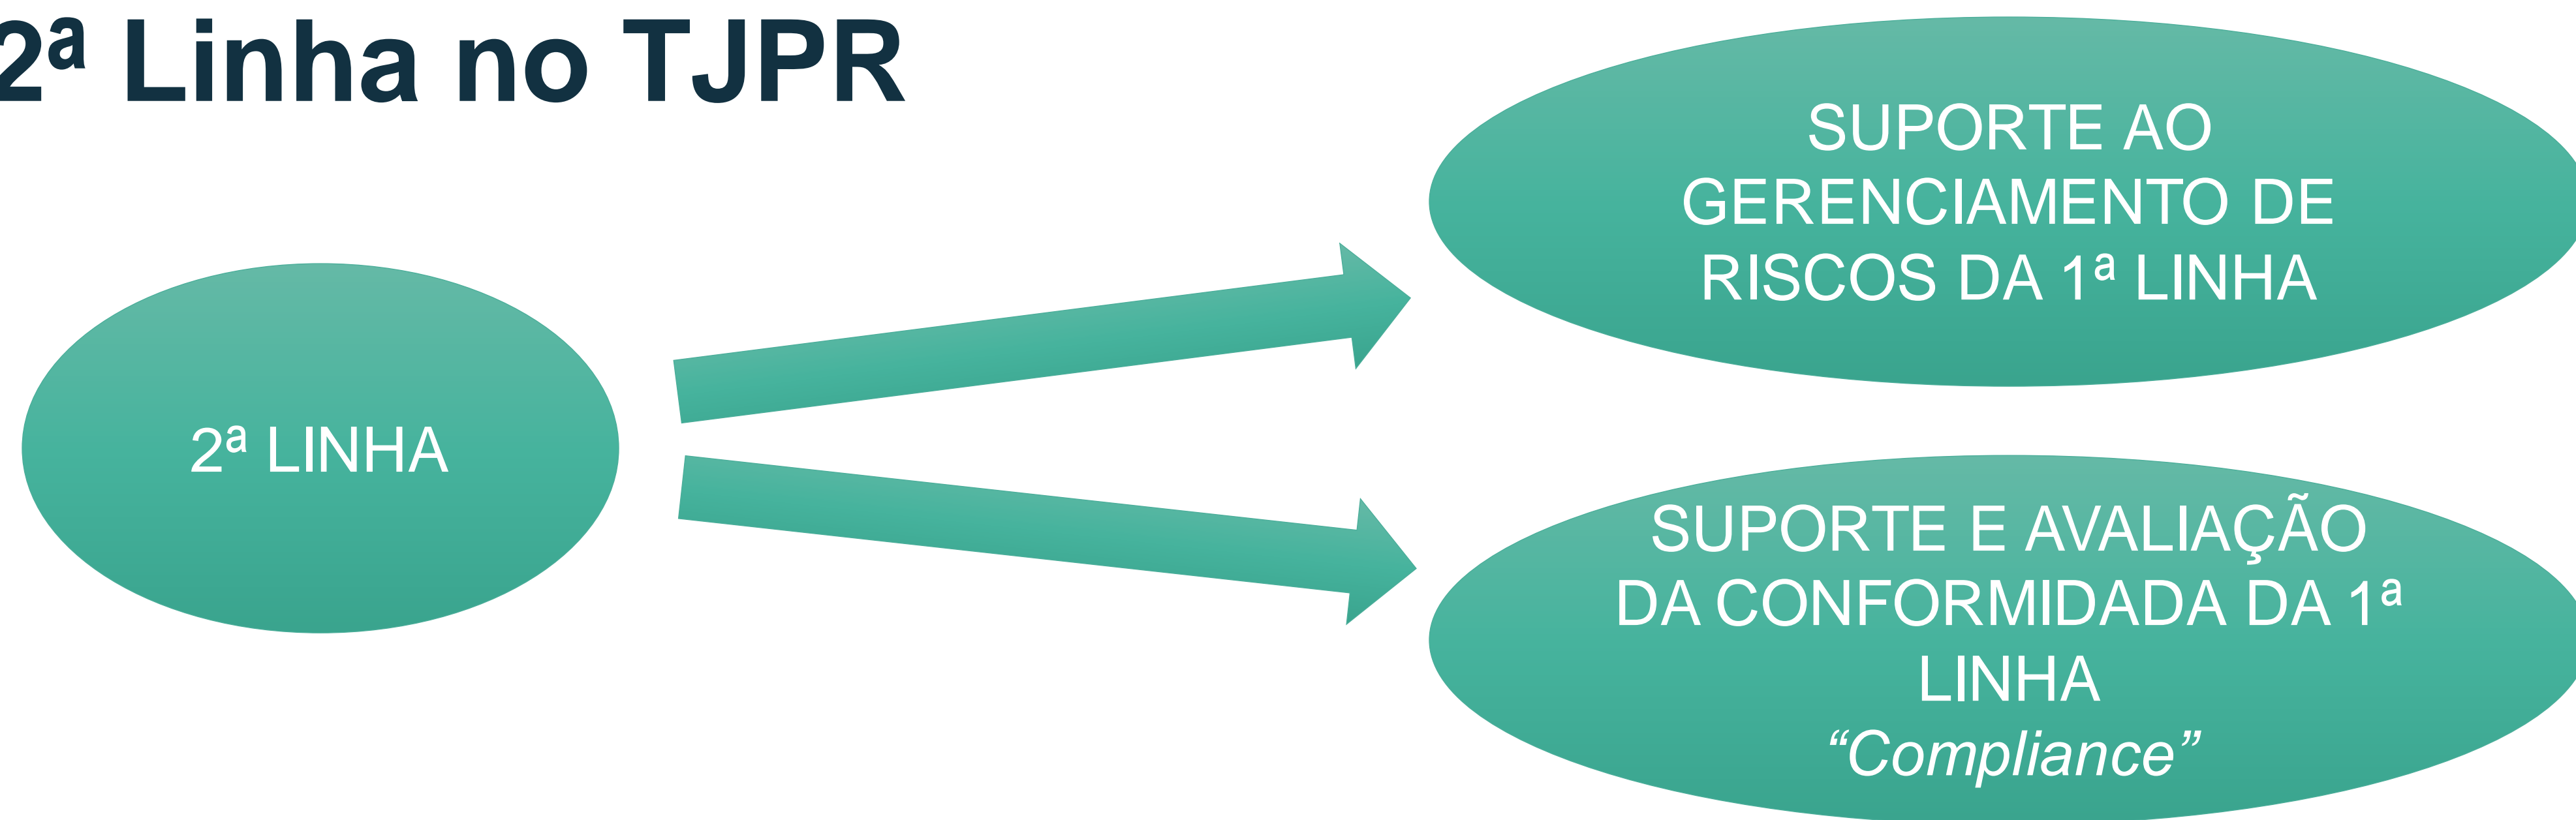 2ª Linha no TJPR
SUPORTE AO
GERENCIAMENTO DE
RISCOS DA 1ª LINHA
2ª LINHA
SUPORTE E AVALIAÇÃO
DA CONFORMIDADA DA 1ª
LINHA
“Compliance”